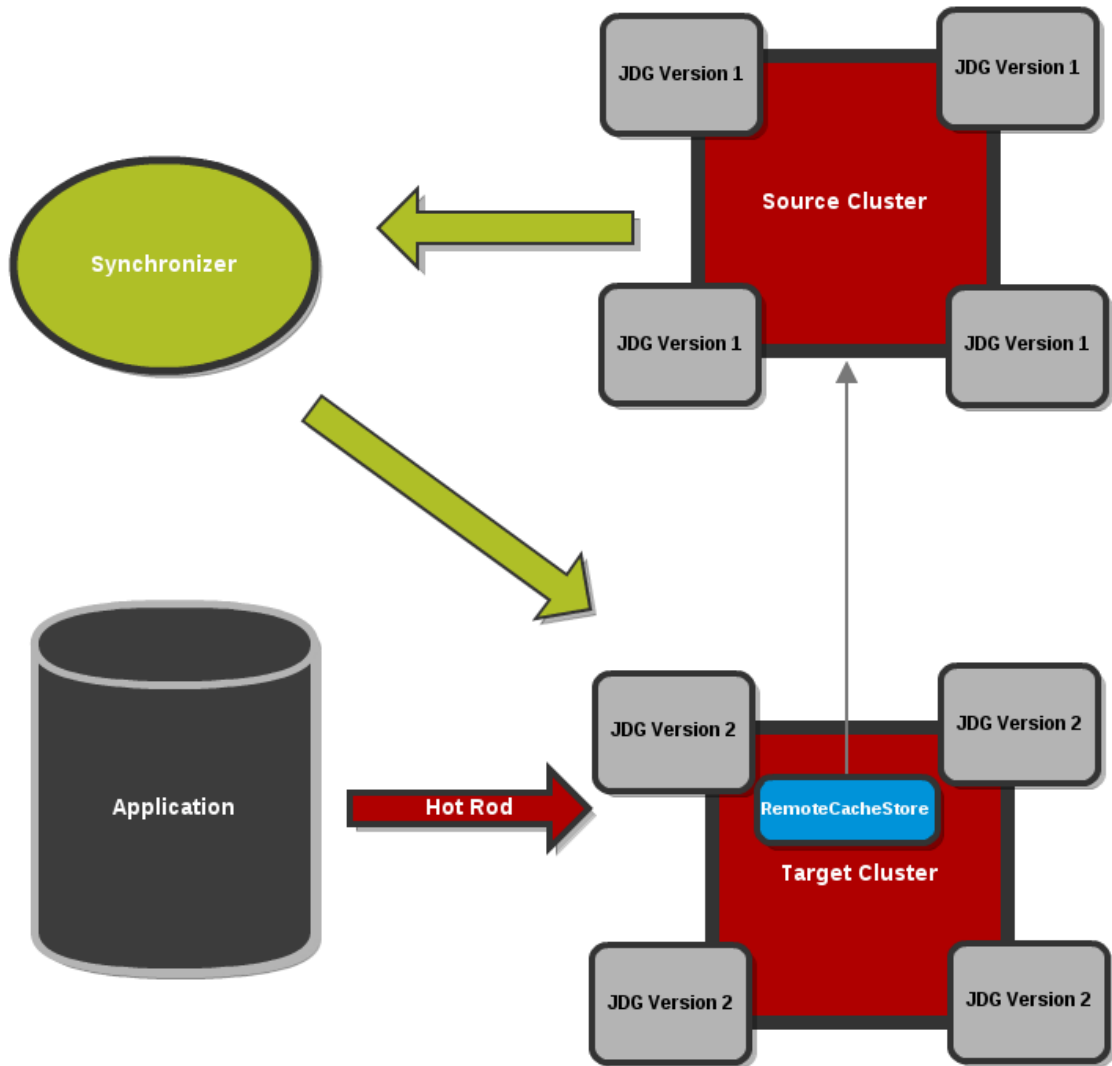 JDG Version 1
JDG Version 1
Source Cluster
Synchronizer
JDG Version 1
JDG Version 1
JDG Version 2
JDG Version 2
Application
Hot Rod
RemoteCacheStore
Target Cluster
JDG Version 2
JDG Version 2